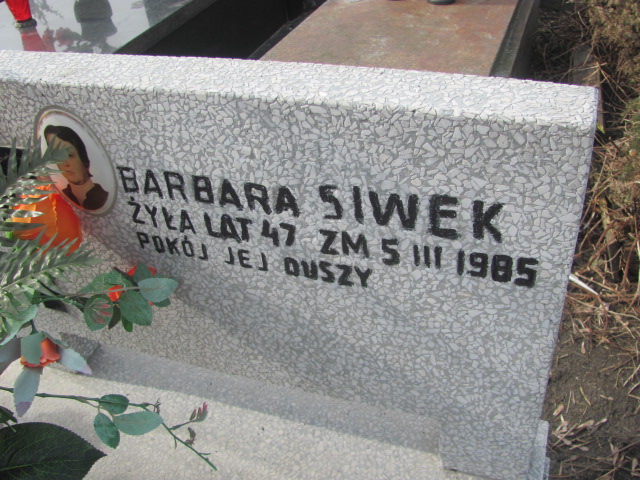 BARBARA SIWEK
ŻYŁA LAT 47 ZM 5 III 1985
POKÓJ JEJ DUSZY